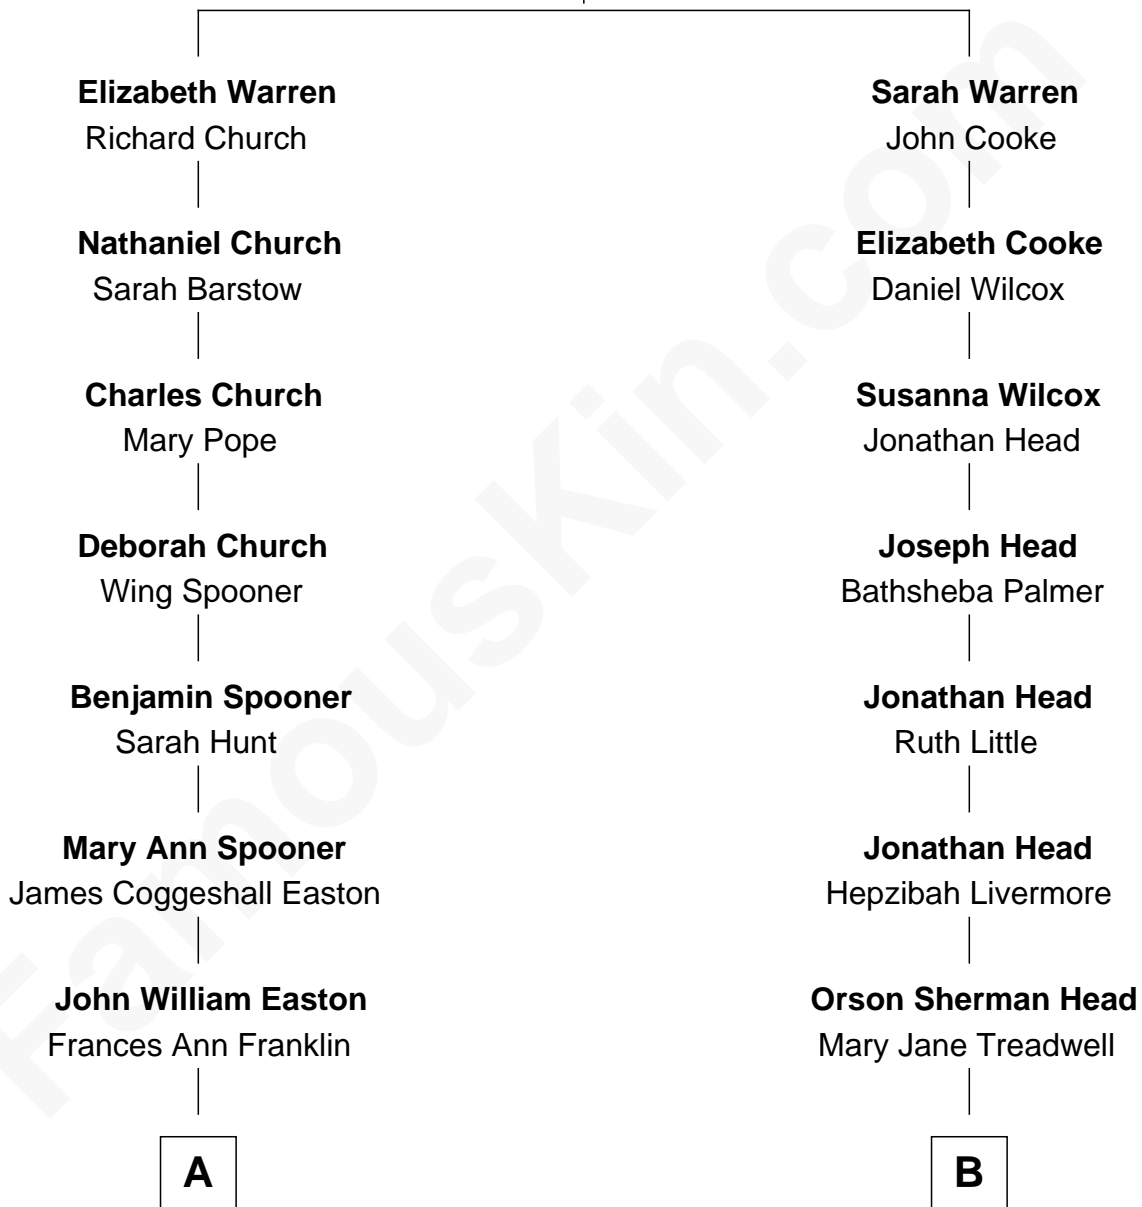 Elizabeth Warren
Richard Church
Nathaniel Church
Sarah Barstow
Charles Church
Mary Pope
Deborah Church
Wing Spooner
Benjamin Spooner
Sarah Hunt
Mary Ann Spooner
James Coggeshall Easton
John William Easton
Frances Ann Franklin
A
Sarah Warren
John Cooke
Elizabeth Cooke
Daniel Wilcox
Susanna Wilcox
Jonathan Head
Joseph Head
Bathsheba Palmer
Jonathan Head
Ruth Little
Jonathan Head
Hepzibah Livermore
Orson Sherman Head
Mary Jane Treadwell
B
FamousKin.com